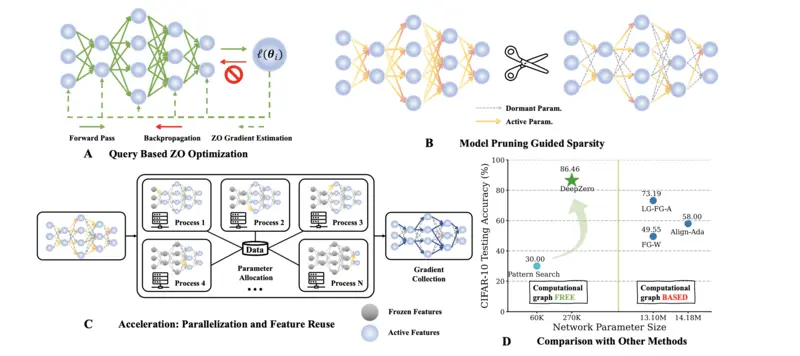 ℓ(θᵢ)
Forward Pass
Backpropagation
ZO Gradient Estimation
A Query Based ZO Optimization
Dormant Param.
Active Param.
B Model Pruning Guided Sparsity
Process 1
Process 2
Process 3
Data
Process 4
Parameter
Allocation
Process N
• • •
Gradient
Collection
Frozen Features
Active Features
C Acceleration: Parallelization and Feature Reuse
CIFAR-10 Testing Accuracy (%)
100
80
60
40
20
0
86.46
DeepZero
73.19
LG-FG-A
58.00
Align-Ada
49.55
FG-W
30.00
Pattern Search
Computational
graph FREE
Computational
graph BASED
60K
270K
13.10M
14.18M
Network Parameter Size
D Comparison with Other Methods